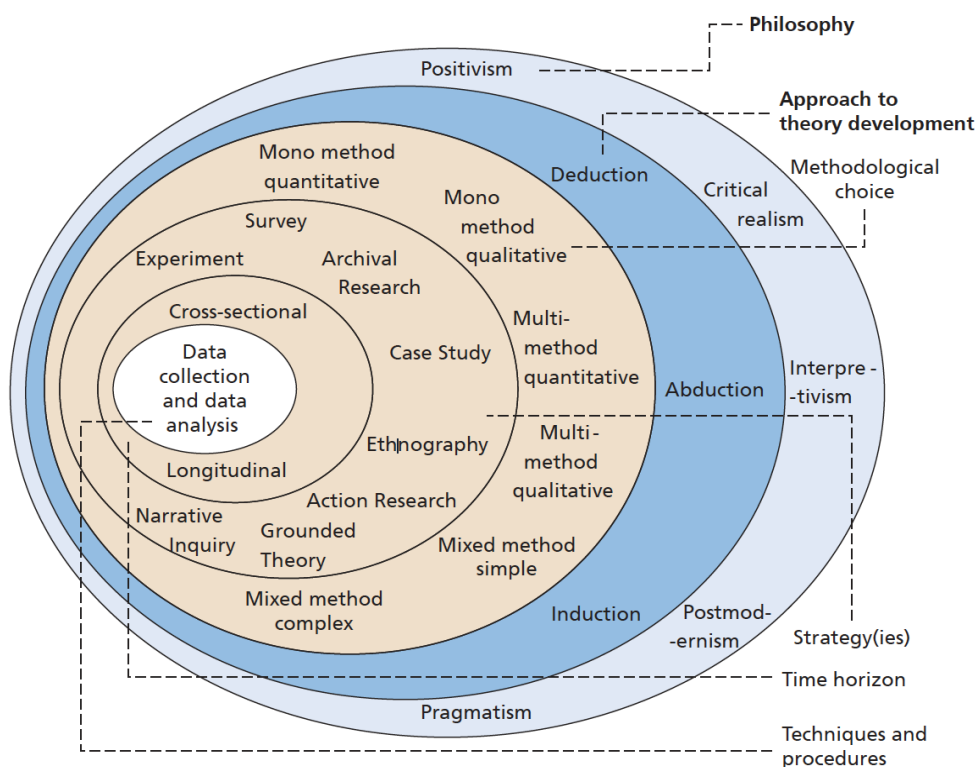 Philosophy
Positivism
Approach to
theory development
Mono method
quantitative
Deduction
Methodological
choice
Critical
realism
Mono
method
qualitative
Survey
Experiment
Archival
Research
Cross-sectional
Multi-
method
quantitative
Data
collection
and data
analysis
Case Study
Abduction
Interpre-
-tivism
Ethnography
Multi-
method
qualitative
Longitudinal
Action Research
Narrative
Inquiry
Grounded
Theory
Mixed method
simple
Mixed method
complex
Induction
Postmod-
-ernism
Strategy(ies)
Time horizon
Pragmatism
Techniques and
procedures